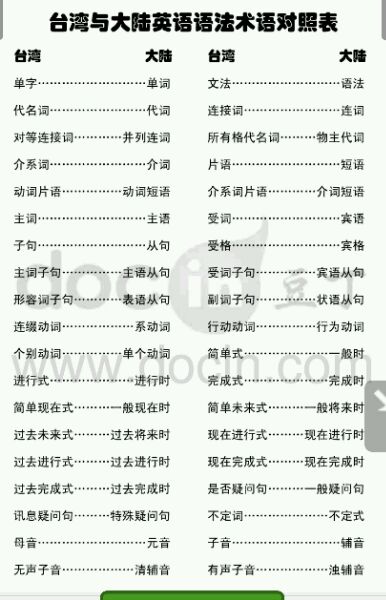 台湾与大陆英语语法术语对照表
台湾 大陆 台湾 大陆
单字⋯⋯⋯⋯⋯⋯单词 文法⋯⋯⋯⋯⋯⋯语法
代名词⋯⋯⋯⋯⋯代词 连接词⋯⋯⋯⋯⋯连词
对等连接词⋯⋯⋯⋯并列连词 所有格代名词⋯⋯⋯物主代词
介系词⋯⋯⋯⋯⋯介词 片语⋯⋯⋯⋯⋯⋯短语
动词片语⋯⋯⋯⋯动词短语 介系词片语⋯⋯⋯介词短语
主词⋯⋯⋯⋯⋯⋯主语 受词⋯⋯⋯⋯⋯⋯宾语
子句⋯⋯⋯⋯⋯⋯从句 受格⋯⋯⋯⋯⋯⋯宾格
主词子句⋯⋯⋯⋯主语从句 受词子句⋯⋯⋯⋯宾语从句
形容词子句⋯⋯⋯表语从句 副词子句⋯⋯⋯⋯状语从句
连缀动词⋯⋯⋯⋯系动词 行动动词⋯⋯⋯⋯行为动词
个别动词⋯⋯⋯⋯单个动词 简单式⋯⋯⋯⋯⋯一般时
进行式⋯⋯⋯⋯⋯进行时 完成式⋯⋯⋯⋯⋯完成时
简单现在式⋯⋯⋯一般现在时 简单未来式⋯⋯⋯一般将来时
过去未来式⋯⋯⋯过去将来时 现在进行式⋯⋯⋯现在进行时
过去进行式⋯⋯⋯过去进行时 现在完成式⋯⋯⋯现在完成时
过去完成式⋯⋯⋯过去完成时 是否疑问句⋯⋯⋯一般疑问句
讯息疑问句⋯⋯⋯特殊疑问句 不定词⋯⋯⋯⋯⋯不定式
母音⋯⋯⋯⋯⋯⋯元音 子音⋯⋯⋯⋯⋯⋯辅音
无声子音⋯⋯⋯⋯清辅音 有声子音⋯⋯⋯⋯浊辅音
docin 豆丁
www.docin.com